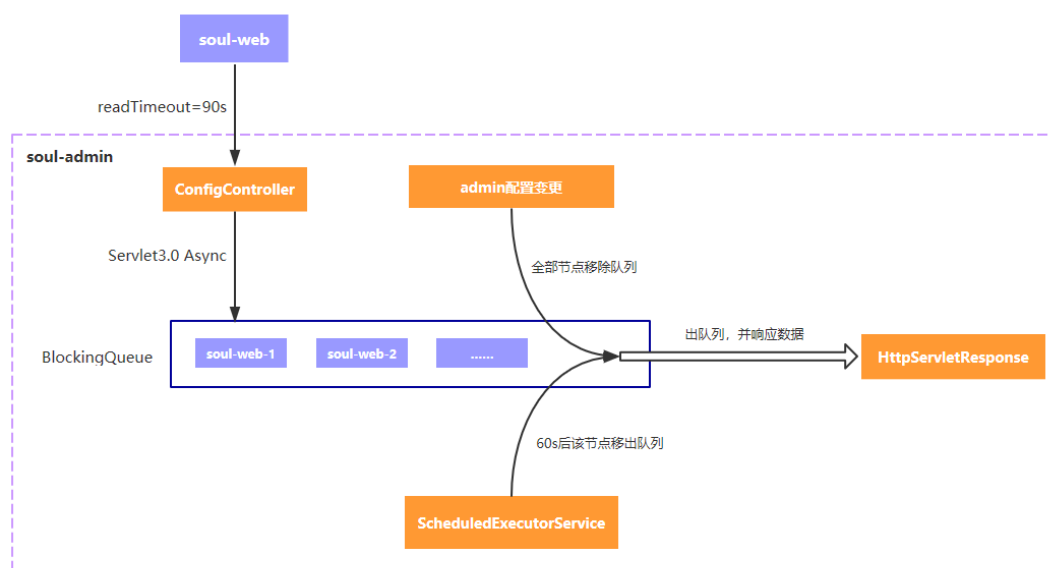 soul-web
readTimeout=90s
soul-admin
ConfigController
admin配置变更
Servlet3.0 Async
全部节点移除队列
BlockingQueue
soul-web-1
soul-web-2
......
出队列，并响应数据
HttpServletResponse
60s后该节点移出队列
ScheduledExecutorService